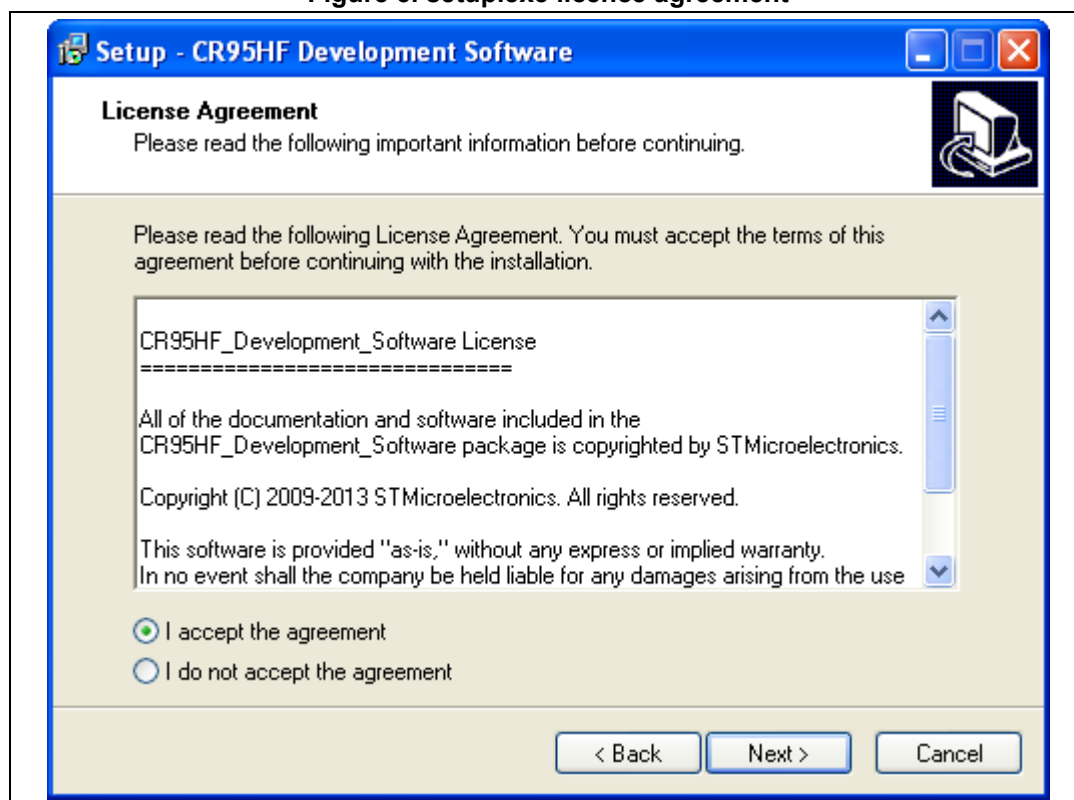 Setup - CR95HF Development Software
License Agreement
Please read the following important information before continuing.
Please read the following License Agreement. You must accept the terms of this
agreement before continuing with the installation.
CR95HF_Development_Software License
===============================
All of the documentation and software included in the
CR95HF_Development_Software package is copyrighted by STMicroelectronics.
Copyright (C) 2009-2013 STMicroelectronics. All rights reserved.
This software is provided "as-is," without any express or implied warranty.
In no event shall the company be held liable for any damages arising from the use
I accept the agreement
I do not accept the agreement
< Back
Next >
Cancel